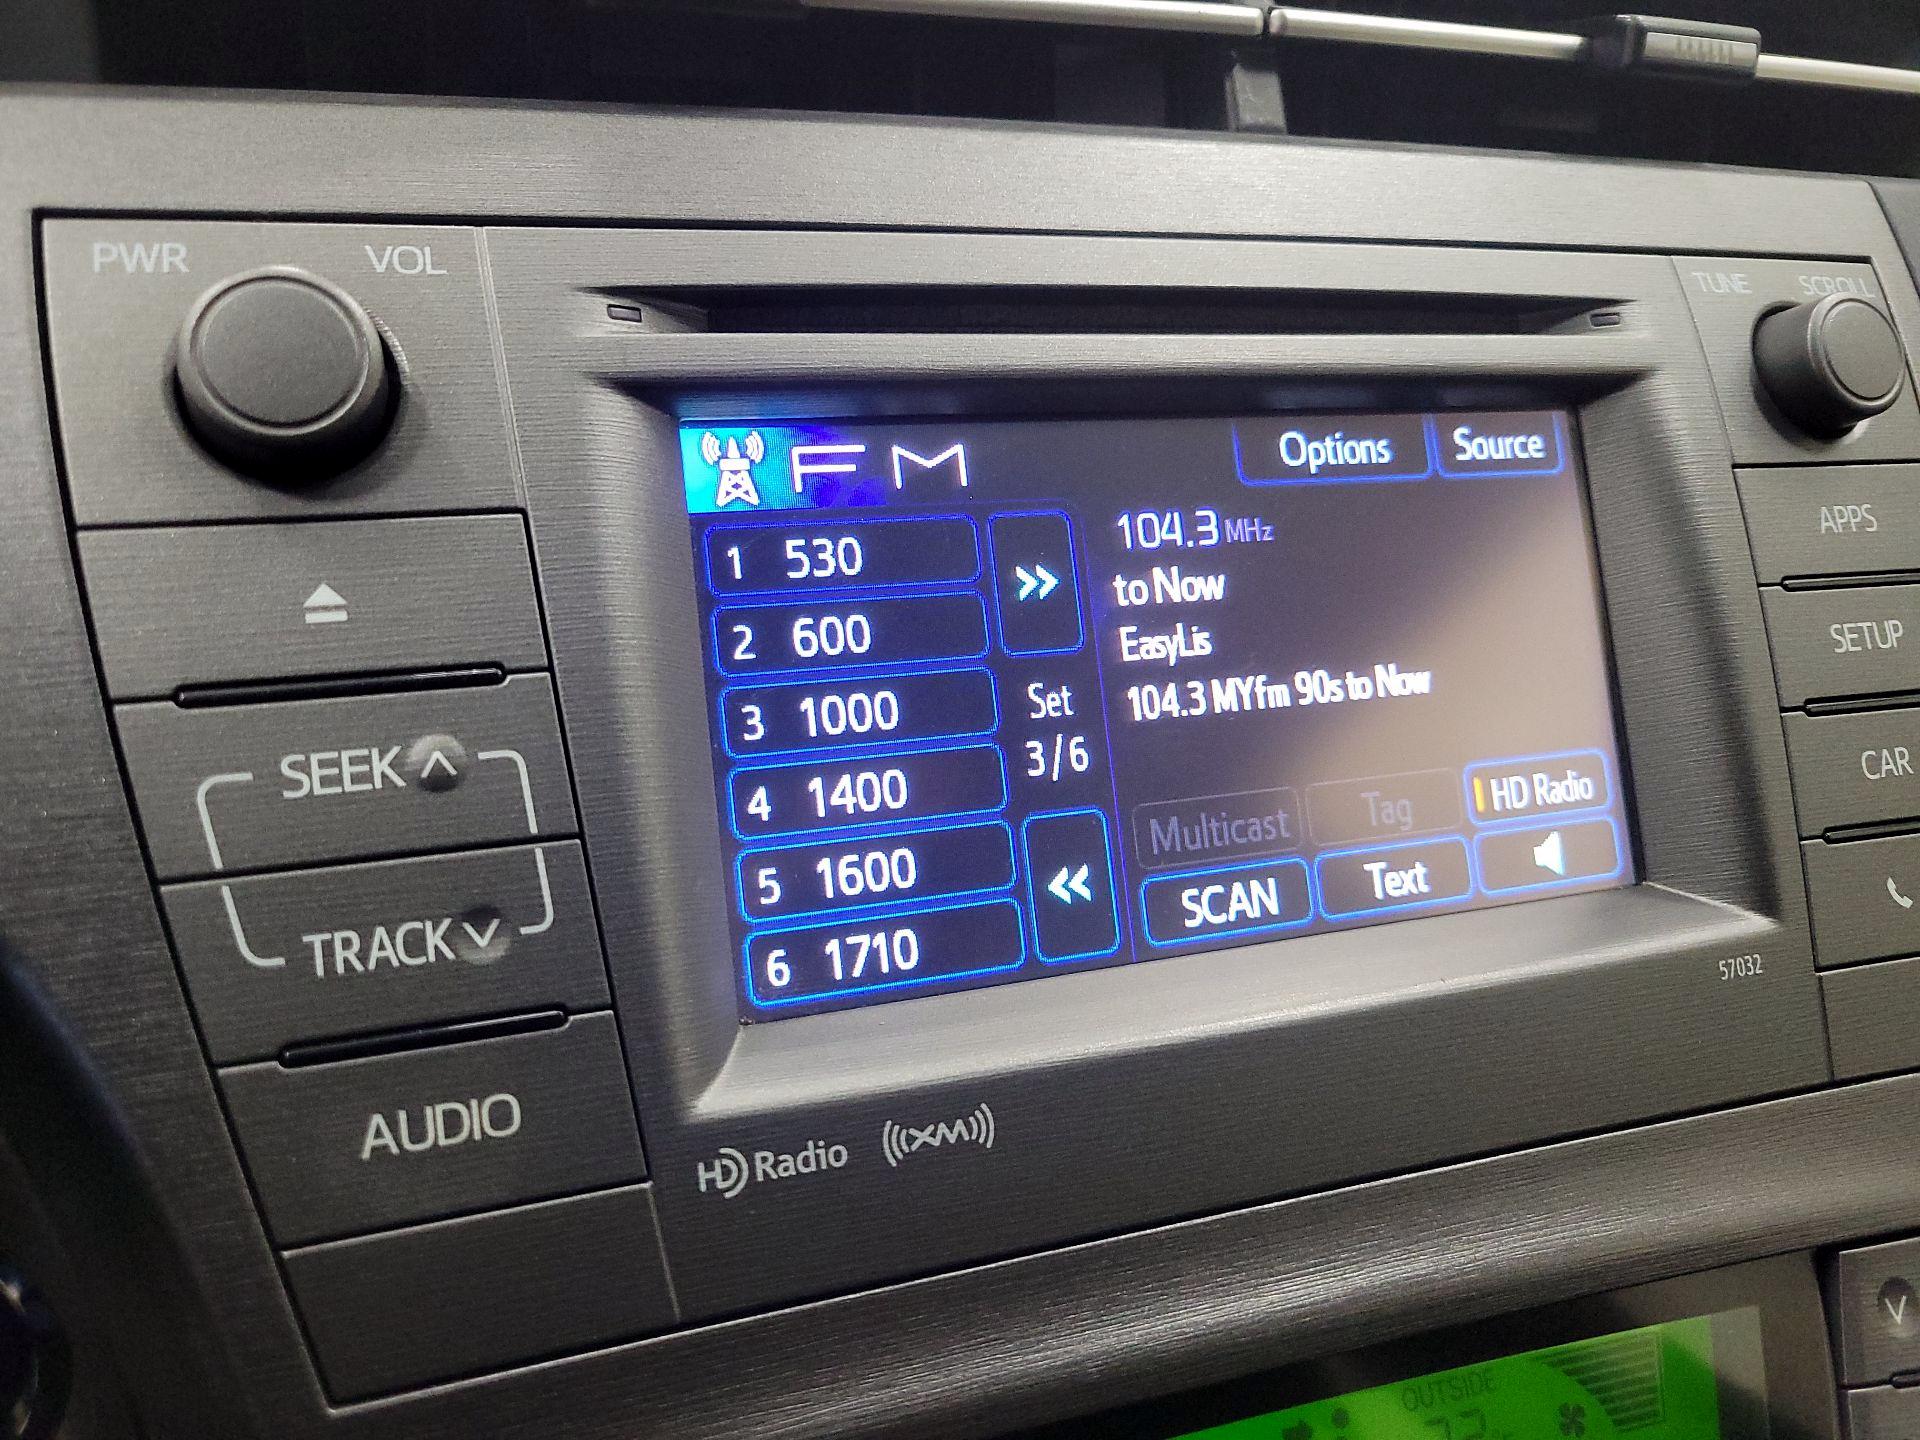 PWR VOL
TUNE SCROLL
FM
Options
Source
1 530
2 600
3 1000
4 1400
5 1600
6 1710
Set
3/6
104.3 MHz
to Now
EasyLis
104.3 MYfm 90s to Now
Multicast
Tag
HD Radio
SCAN
Text
SEEK
TRACK
AUDIO
APPS
SETUP
CAR
57032
HD Radio
XM
OUTSIDE